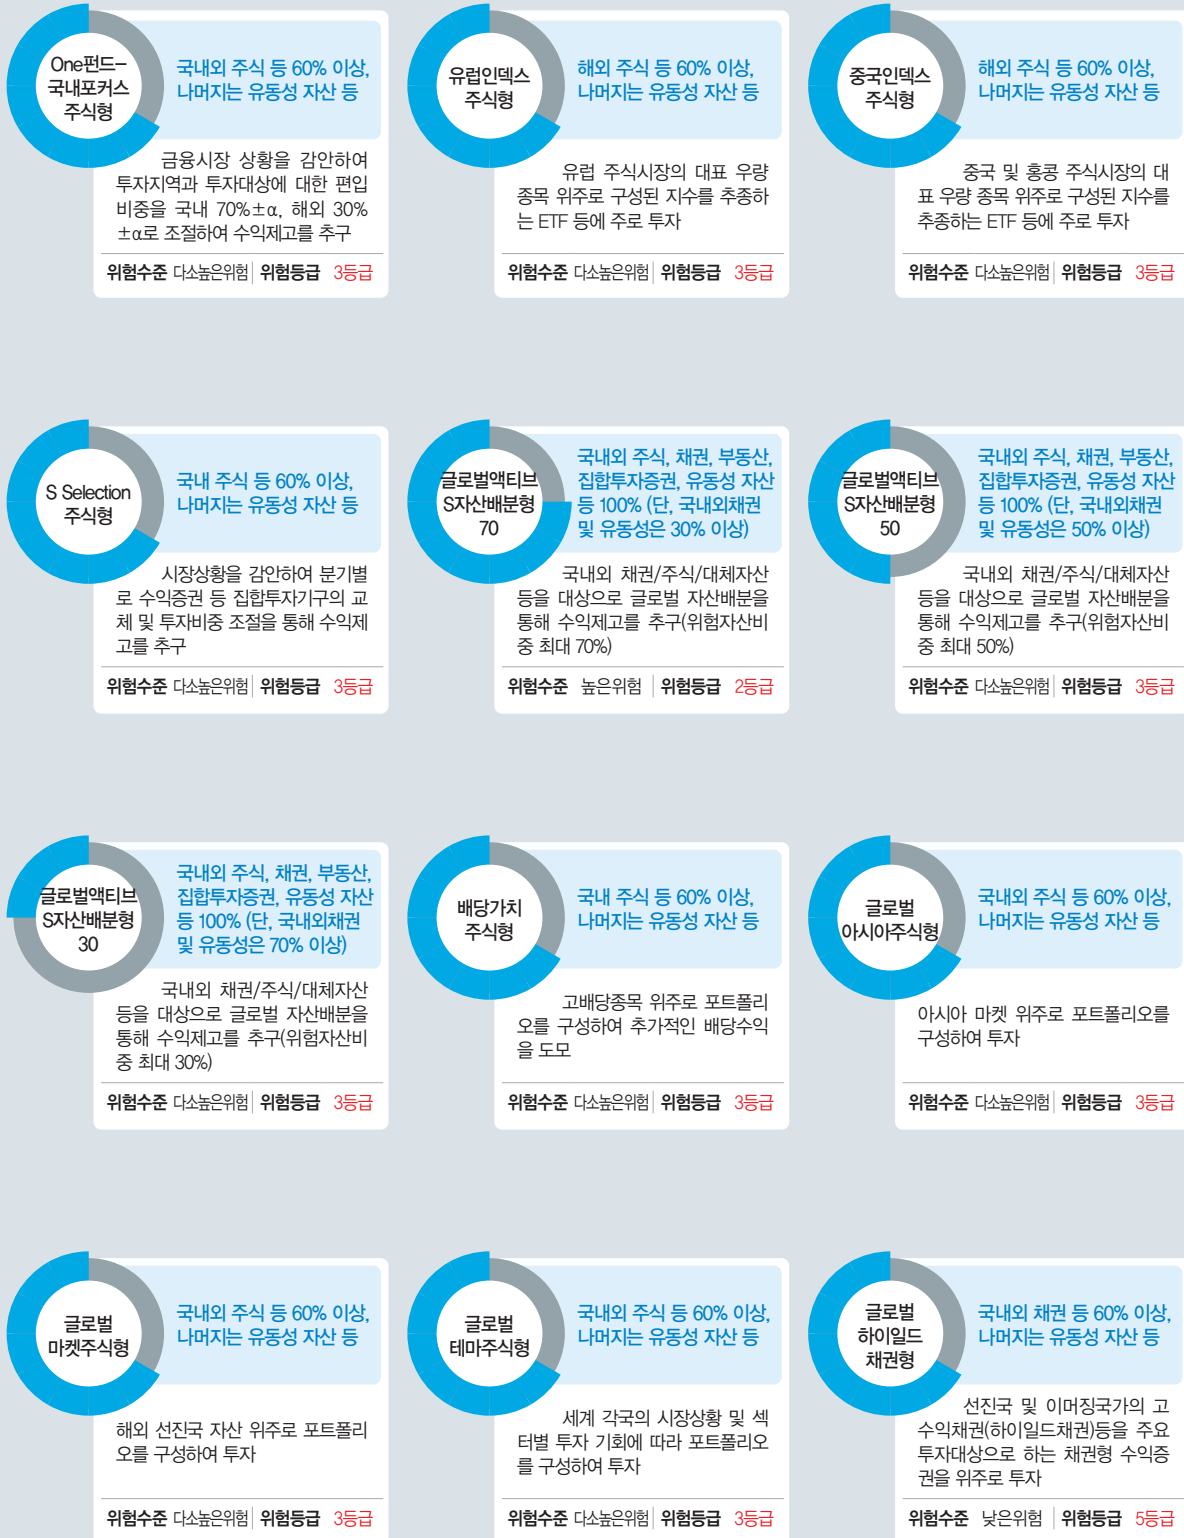 One펀드-
국내포커스
주식형
국내외 주식 등 60% 이상,
나머지는 유동성 자산 등
금융시장 상황을 감안하여
투자지역과 투자대상에 대한 편입
비중을 국내 70%±α, 해외 30%
±α로 조절하여 수익제고를 추구
위험수준 다소높은위험 위험등급 3등급
유럽인덱스
주식형
해외 주식 등 60% 이상,
나머지는 유동성 자산 등
유럽 주식시장의 대표 우량
종목 위주로 구성된 지수를 추종하
는 ETF 등에 주로 투자
위험수준 다소높은위험 위험등급 3등급
중국인덱스
주식형
해외 주식 등 60% 이상,
나머지는 유동성 자산 등
중국 및 홍콩 주식시장의 대
표 우량 종목 위주로 구성된 지수를
추종하는 ETF 등에 주로 투자
위험수준 다소높은위험 위험등급 3등급
S Selection
주식형
국내 주식 등 60% 이상,
나머지는 유동성 자산 등
시장상황을 감안하여 분기별
로 수익증권 등 집합투자기구의 교
체 및 투자비중 조절을 통해 수익제
고를 추구
위험수준 다소높은위험 위험등급 3등급
글로벌액티브
S자산배분형
70
국내외 주식, 채권, 부동산,
집합투자증권, 유동성 자산
등 100% (단, 국내외채권
및 유동성은 30% 이상)
국내외 채권/주식/대체자산
등을 대상으로 글로벌 자산배분을
통해 수익제고를 추구(위험자산비
중 최대 70%)
위험수준 높은위험 위험등급 2등급
글로벌액티브
S자산배분형
50
국내외 주식, 채권, 부동산,
집합투자증권, 유동성 자산
등 100% (단, 국내외채권
및 유동성은 50% 이상)
국내외 채권/주식/대체자산
등을 대상으로 글로벌 자산배분을
통해 수익제고를 추구(위험자산비
중 최대 50%)
위험수준 다소높은위험 위험등급 3등급
글로벌액티브
S자산배분형
30
국내외 주식, 채권, 부동산,
집합투자증권, 유동성 자산
등 100% (단, 국내외채권
및 유동성은 70% 이상)
국내외 채권/주식/대체자산
등을 대상으로 글로벌 자산배분을
통해 수익제고를 추구(위험자산비
중 최대 30%)
위험수준 다소높은위험 위험등급 3등급
배당가치
주식형
국내 주식 등 60% 이상,
나머지는 유동성 자산 등
고배당종목 위주로 포트폴리
오를 구성하여 추가적인 배당수익
을 도모
위험수준 다소높은위험 위험등급 3등급
글로벌
아시아주식형
국내외 주식 등 60% 이상,
나머지는 유동성 자산 등
아시아 마켓 위주로 포트폴리오를
구성하여 투자
위험수준 다소높은위험 위험등급 3등급
글로벌
마켓주식형
국내외 주식 등 60% 이상,
나머지는 유동성 자산 등
해외 선진국 자산 위주로 포트폴리
오를 구성하여 투자
위험수준 다소높은위험 위험등급 3등급
글로벌
테마주식형
국내외 주식 등 60% 이상,
나머지는 유동성 자산 등
세계 각국의 시장상황 및 섹
터별 투자 기회에 따라 포트폴리오
를 구성하여 투자
위험수준 다소높은위험 위험등급 3등급
글로벌
하이일드
채권형
국내외 채권 등 60% 이상,
나머지는 유동성 자산 등
선진국 및 이머징국가의 고
수익채권(하이일드채권)등을 주요
투자대상으로 하는 채권형 수익증
권을 위주로 투자
위험수준 낮은위험 위험등급 5등급